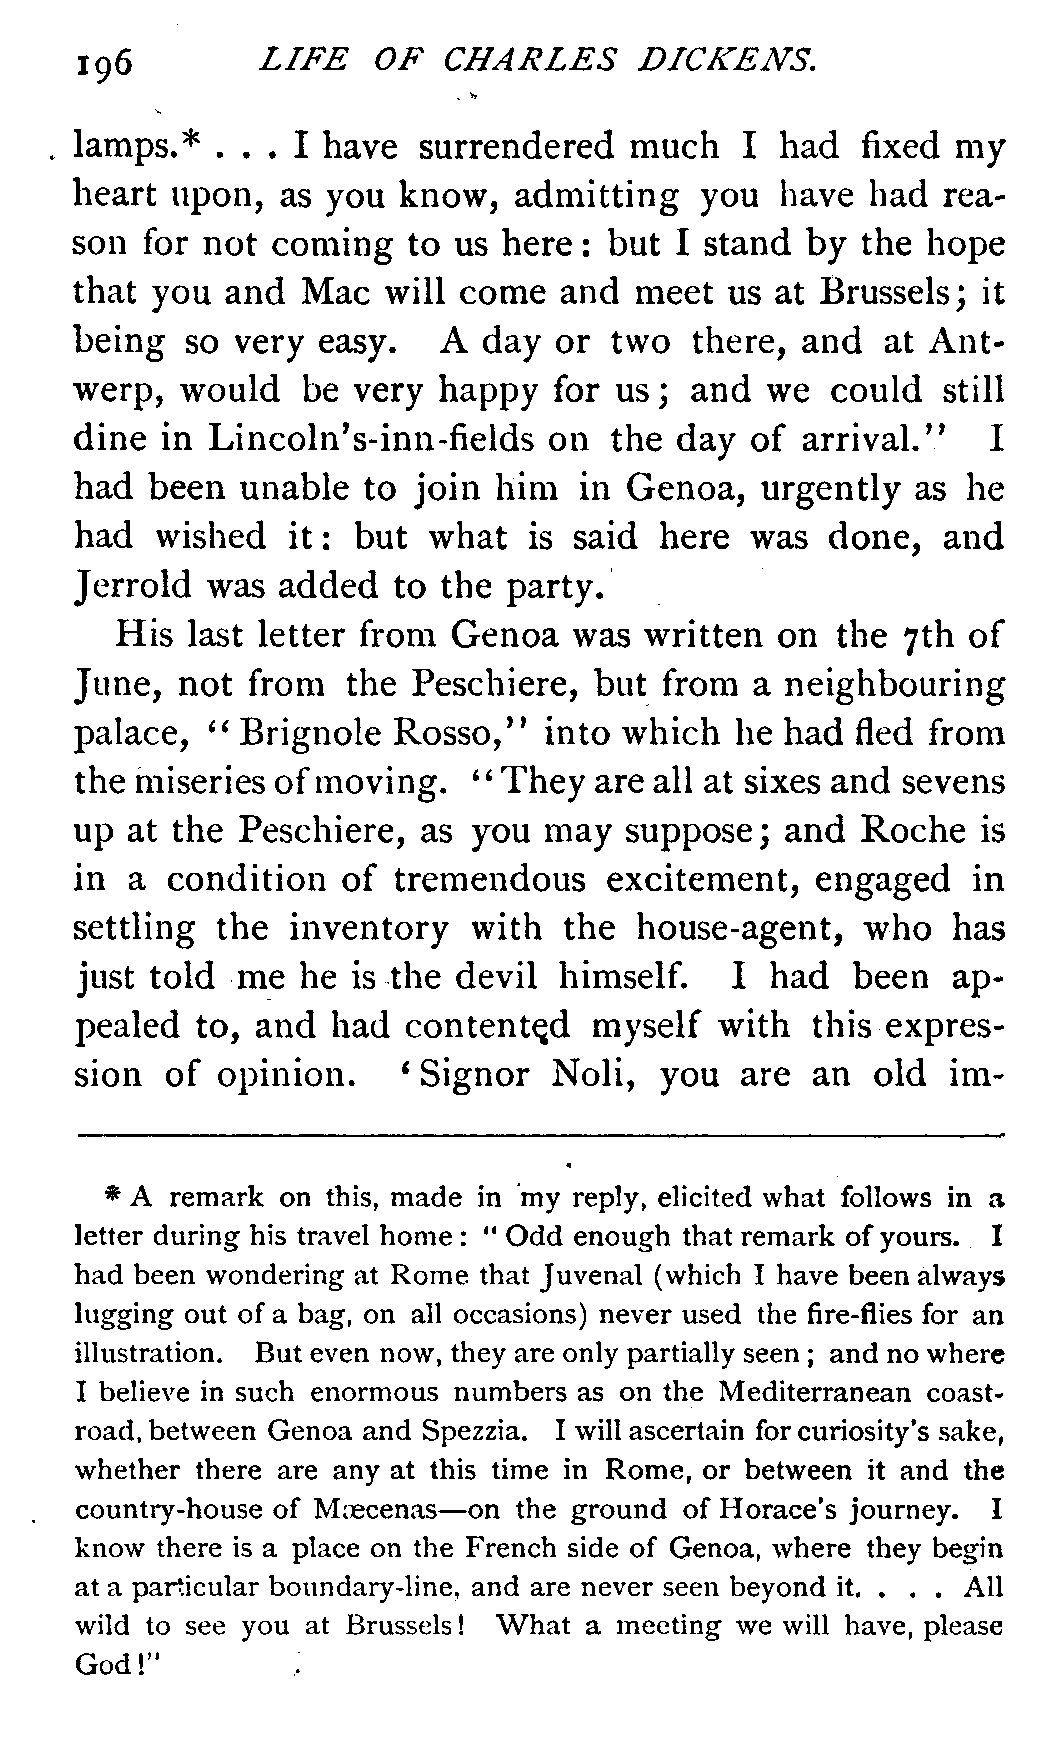 196 LIFE OF CHARLES DICKENS.
lamps.* . . . I have surrendered much I had fixed my
heart upon, as you know, admitting you have had rea-
son for not coming to us here : but I stand by the hope
that you and Mac will come and meet us at Brussels; it
being so very easy. A day or two there, and at Ant-
werp, would be very happy for us ; and we could still
dine in Lincoln's-inn-fields on the day of arrival." I
had been unable to join him in Genoa, urgently as he
had wished it : but what is said here was done, and
Jerrold was added to the party.
His last letter from Genoa was written on the 7th of
June, not from the Peschiere, but from a neighbouring
palace, " Brignole Rosso," into which he had fled from
the miseries of moving. " They are all at sixes and sevens
up at the Peschiere, as you may suppose; and Roche is
in a condition of tremendous excitement, engaged in
settling the inventory with the house-agent, who has
just told me he is the devil himself. I had been ap-
pealed to, and had contented myself with this expres-
sion of opinion. ' Signor Noli, you are an old im-
* A remark on this, made in my reply, elicited what follows in a
letter during his travel home : " Odd enough that remark of yours. I
had been wondering at Rome that Juvenal (which I have been always
lugging out of a bag, on all occasions) never used the fire-flies for an
illustration. But even now, they are only partially seen ; and no where
I believe in such enormous numbers as on the Mediterranean coast-
road, between Genoa and Spezzia. I will ascertain for curiosity's sake,
whether there are any at this time in Rome, or between it and the
country-house of Mæcenas—on the ground of Horace's journey. I
know there is a place on the French side of Genoa, where they begin
at a particular boundary-line, and are never seen beyond it. . . . All
wild to see you at Brussels! What a meeting we will have, please
God!"